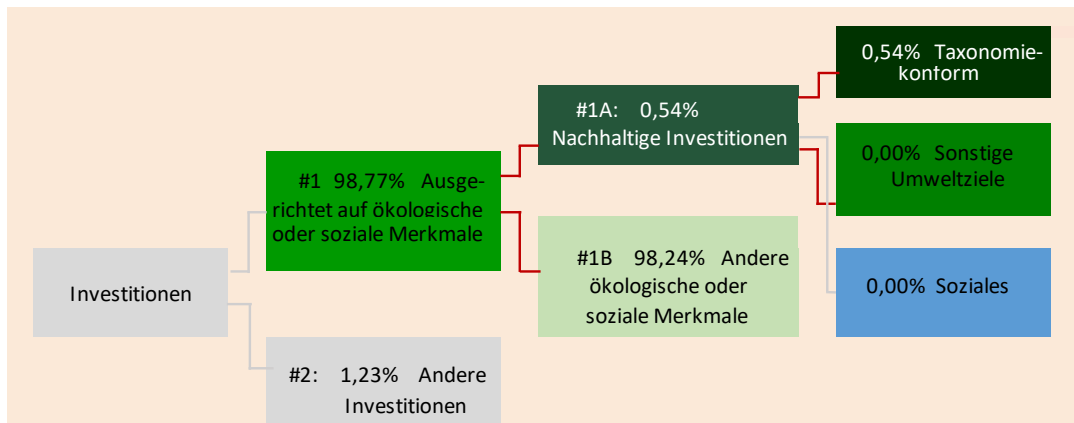 Investitionen
#1 98,77% Ausge-
richtet auf ökologische
oder soziale Merkmale
#2: 1,23% Andere
Investitionen
#1A: 0,54%
Nachhaltige Investitionen
#1B 98,24% Andere
ökologische oder
soziale Merkmale
0,54% Taxonomie-
konform
0,00% Sonstige
Umweltziele
0,00% Soziales